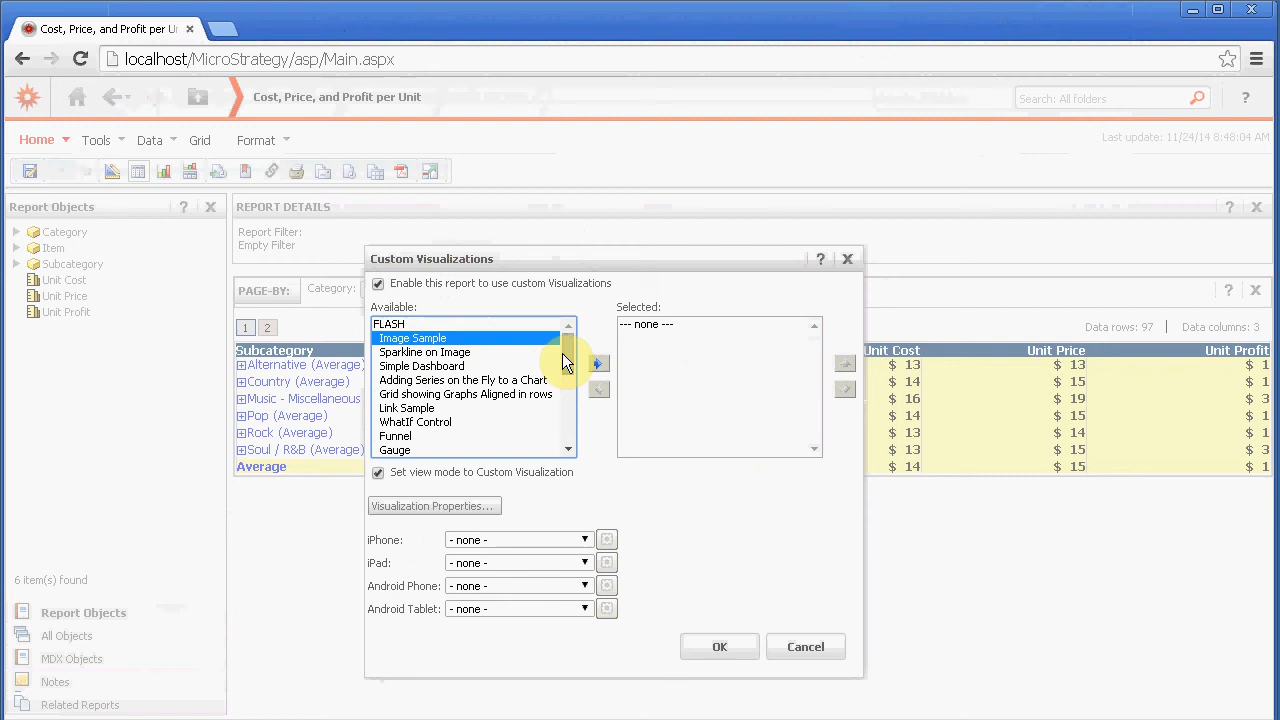 Cost, Price, and Profit per U
localhost/MicroStrategy/asp/Main.aspx
Cost, Price, and Profit per Unit
Search: All folders
?
Home Tools Data Grid Format
Last update: 11/24/14 8:48:04 AM
Report Objects ?
REPORT DETAILS ?
Category
Item
Subcategory
Unit Cost
Unit Price
Unit Profit
Report Filter:
Empty Filter
PAGE-BY: Category: ?
1 2
Data rows: 97 Data columns: 3
Subcategory Unit Cost Unit Price Unit Profit
Alternative (Average) $ 13 $ 13 $ 1
Country (Average) $ 14 $ 15 $ 1
Music - Miscellaneous $ 16 $ 19 $ 3
Pop (Average) $ 14 $ 15 $ 1
Rock (Average) $ 13 $ 14 $ 1
Soul / R&B (Average) $ 13 $ 15 $ 3
Average $ 14 $ 15 $ 1
Custom Visualizations ?
Enable this report to use custom Visualizations
Available: Selected:
FLASH
Image Sample
Sparkline on Image
Simple Dashboard
Adding Series on the Fly to a Chart
Grid showing Graphs Aligned in rows
Link Sample
WhatIf Control
Funnel
Gauge
--- none ---
Set view mode to Custom Visualization
Visualization Properties...
iPhone: - none -
iPad: - none -
Android Phone: - none -
Android Tablet: - none -
OK Cancel
6 item(s) found
Report Objects
All Objects
MDX Objects
Notes
Related Reports